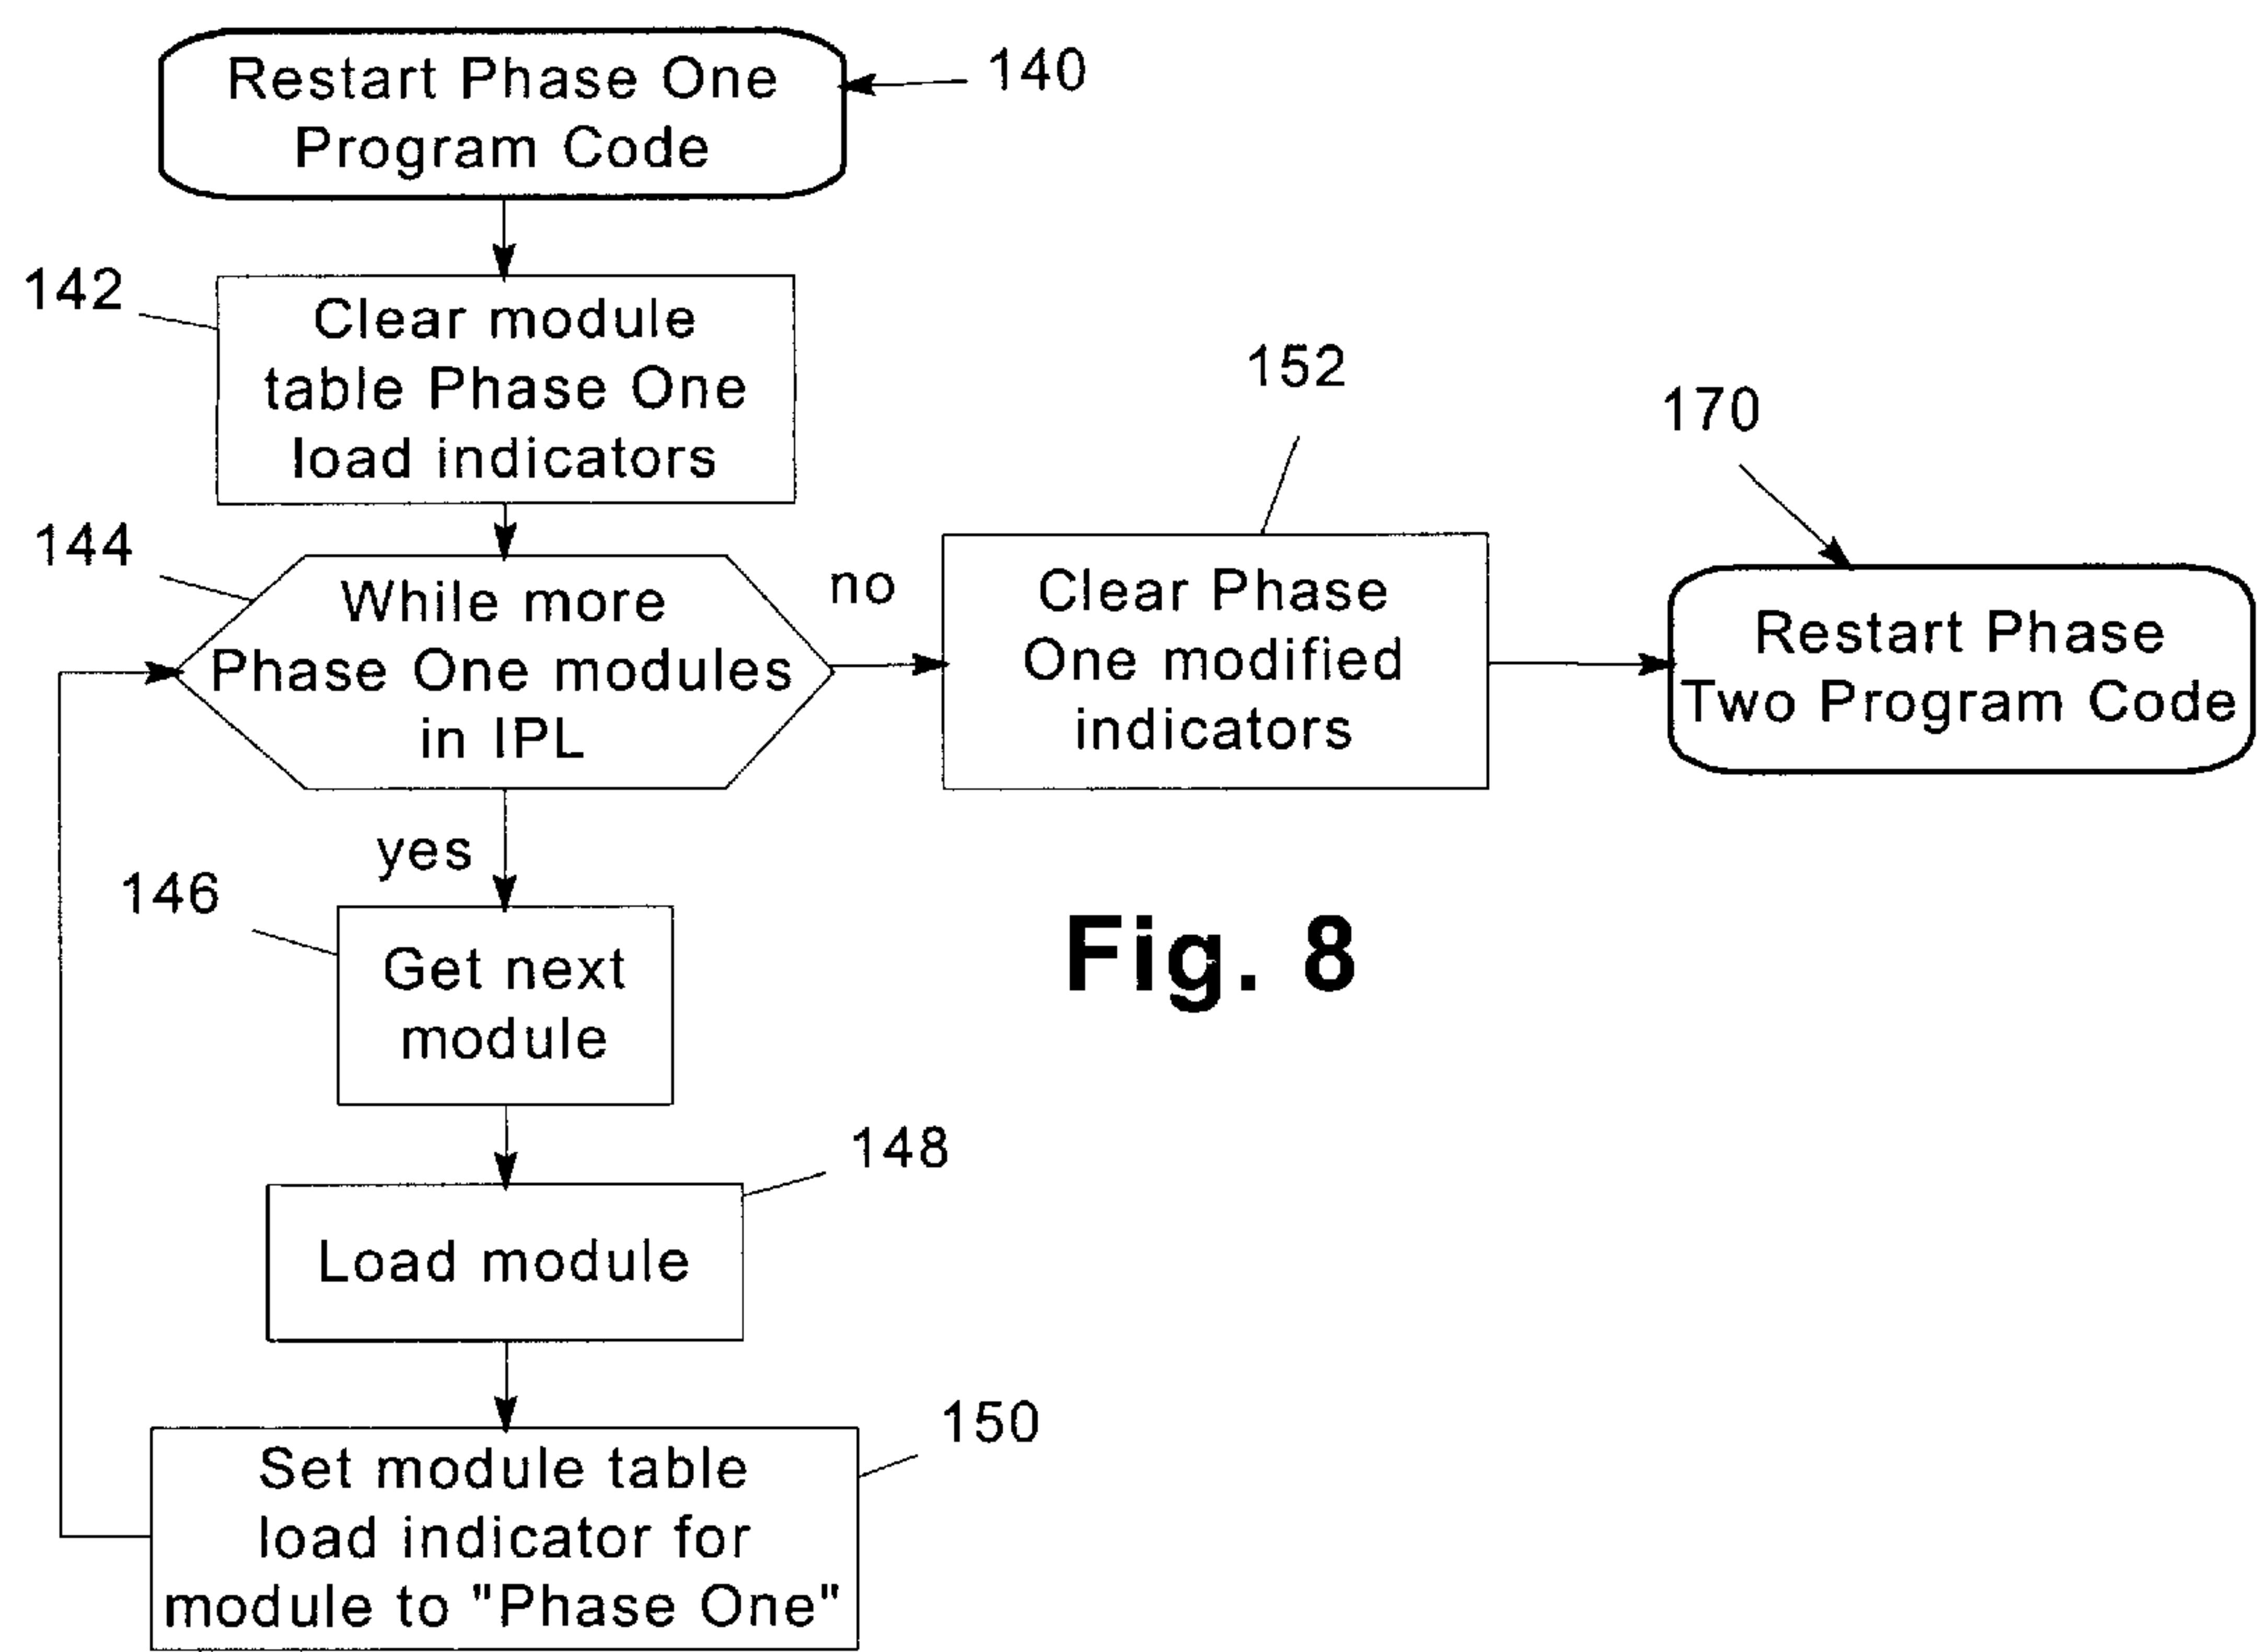 Restart Phase One
Program Code
140
142
Clear module
table Phase One
load indicators
144
While more
Phase One modules
in IPL
no
152
Clear Phase
One modified
indicators
170
Restart Phase
Two Program Code
yes
146
Get next
module
Fig. 8
148
Load module
150
Set module table
load indicator for
module to "Phase One"